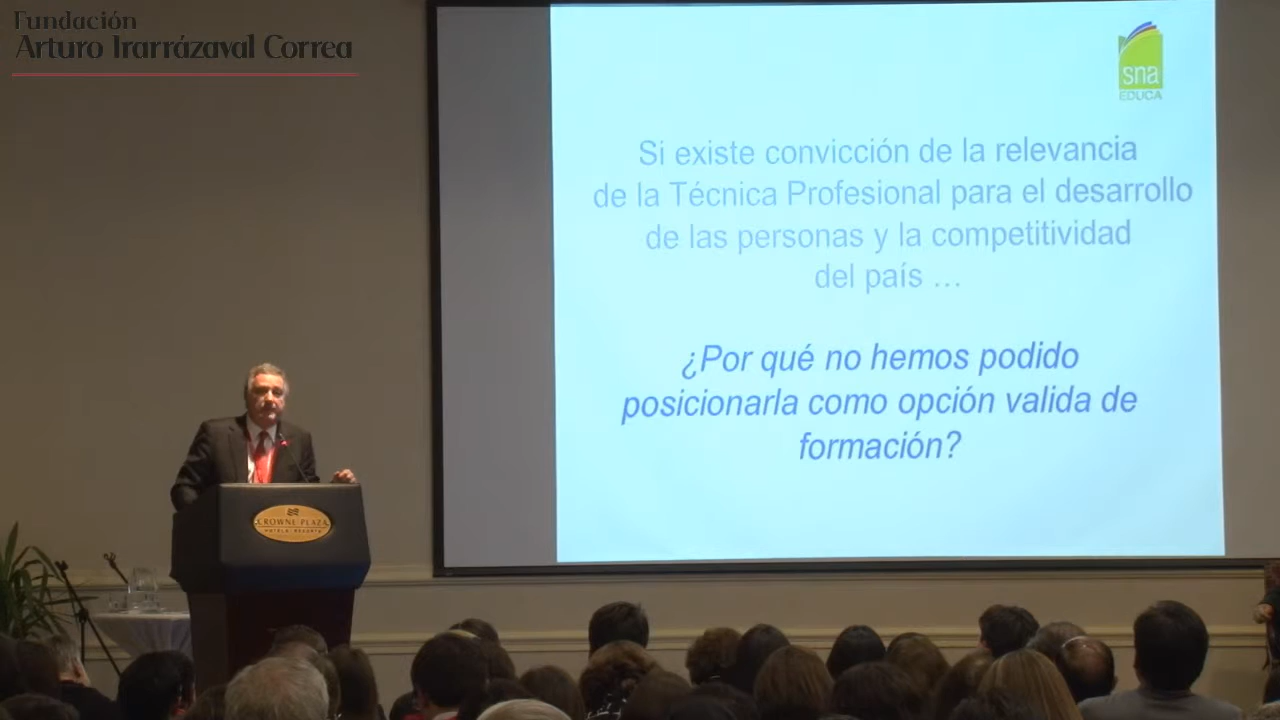 Fundación
Arturo Irarrázaval Correa
sna
EDUCA
Si existe convicción de la relevancia
de la Técnica Profesional para el desarrollo
de las personas y la competitividad
del país …
¿Por qué no hemos podido
posicionarla como opción valida de
formación?
CROWNE PLAZA
HOTELS · RESORTS